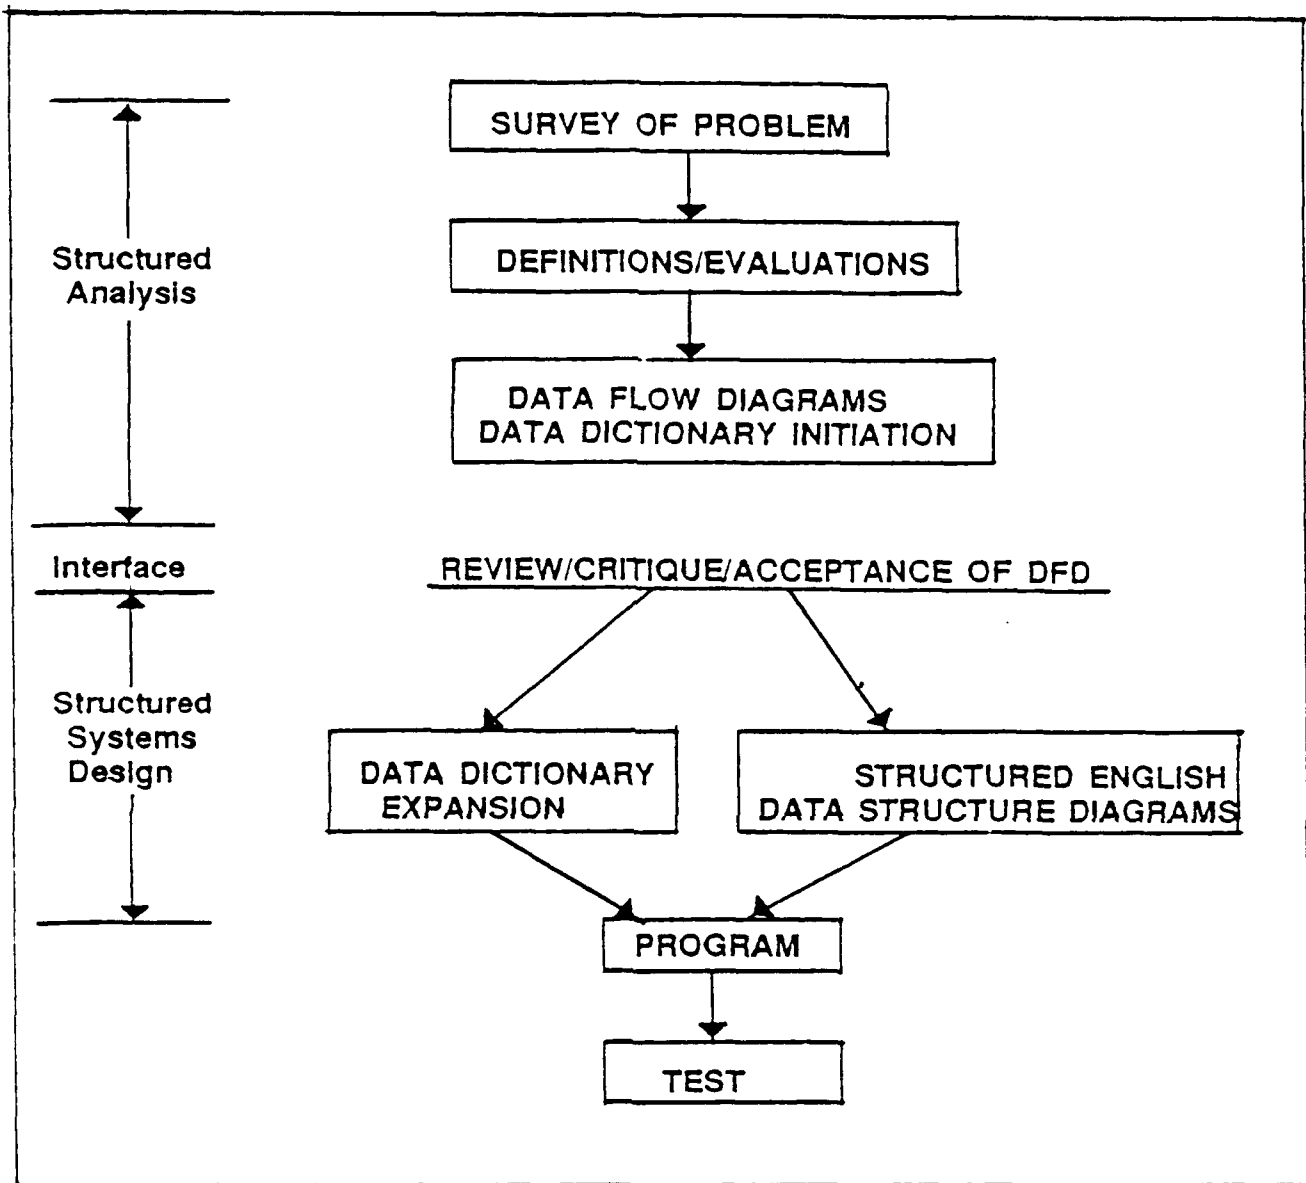 SURVEY OF PROBLEM
DEFINITIONS/EVALUATIONS
Structured
Analysis
DATA FLOW DIAGRAMS
DATA DICTIONARY INITIATION
Interface
REVIEW/CRITIQUE/ACCEPTANCE OF DFD
Structured
Systems
Design
DATA DICTIONARY
EXPANSION
STRUCTURED ENGLISH
DATA STRUCTURE DIAGRAMS
PROGRAM
TEST